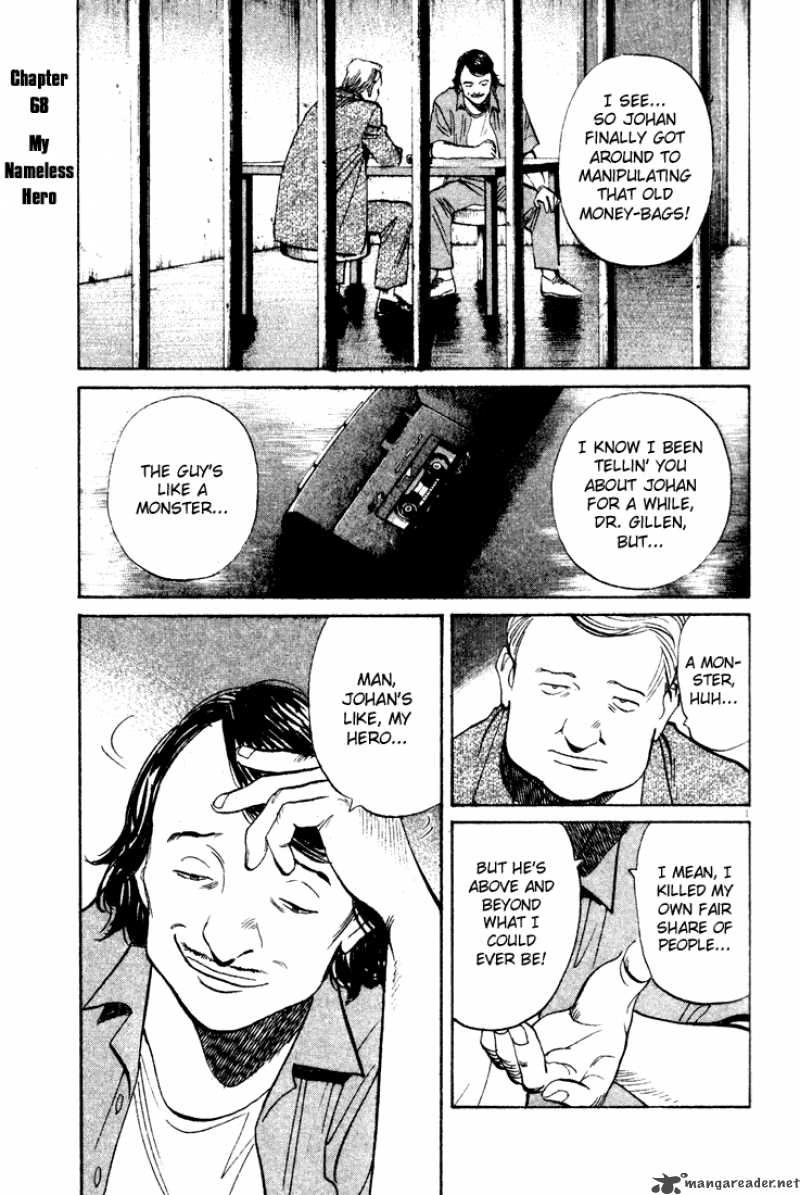 Chapter
68
My
Nameless
Hero
I SEE...
SO JOHAN
FINALLY GOT
AROUND TO
MANIPULATING
THAT OLD
MONEY-BAGS!
I KNOW I BEEN
TELLIN' YOU
ABOUT JOHAN
FOR A WHILE,
DR. GILLEN,
BUT...
THE GUY'S
LIKE A
MONSTER...
A MON-
STER,
HUH...
MAN,
JOHAN'S
LIKE, MY
HERO...
I MEAN, I
KILLED MY
OWN FAIR
SHARE OF
PEOPLE...
BUT HE'S
ABOVE AND
BEYOND
WHAT I
COULD
EVER BE!
1
mangareader.net